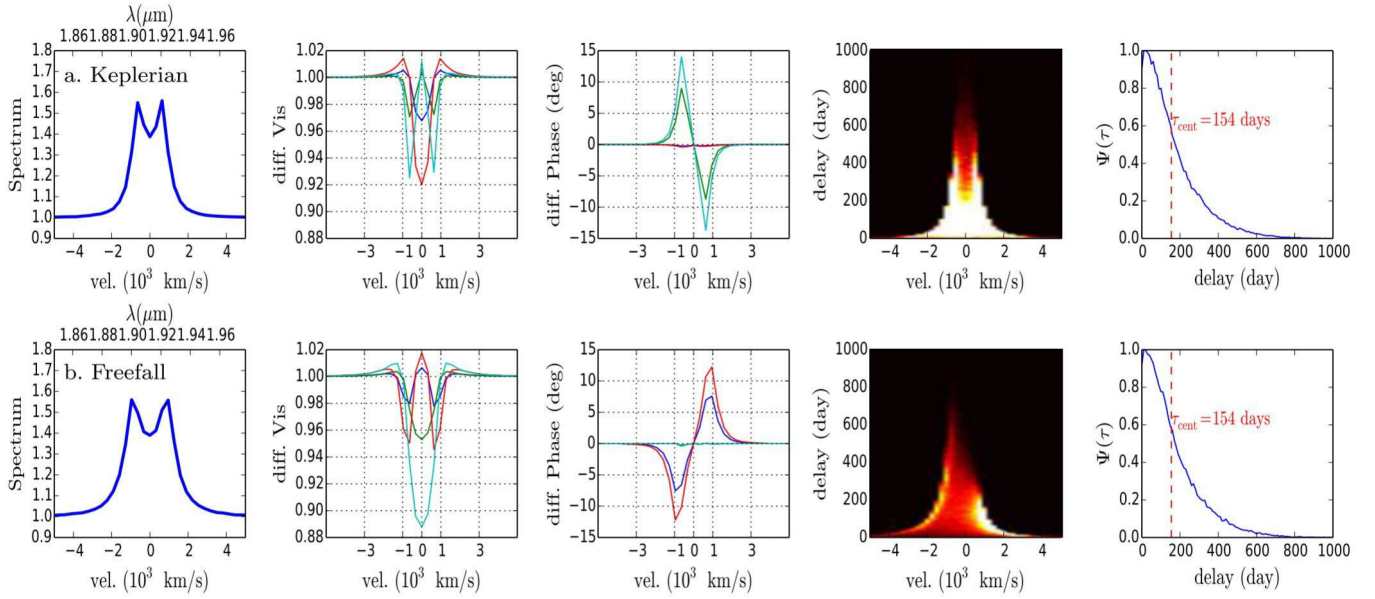 λ(μm)
1.861.881.901.921.941.96
1.8
1.7
1.6
1.5
1.4
1.3
1.2
1.1
1.0
0.9
Spectrum
a. Keplerian
−4 −2 0 2 4
vel. (10³ km/s)
1.02
1.00
0.98
0.96
0.94
0.92
0.90
0.88
diff. Vis
−3 −1 1 3
vel. (10³ km/s)
15
10
5
0
−5
−10
−15
diff. Phase (deg)
−3 −1 1 3
vel. (10³ km/s)
1000
800
600
400
200
0
delay (day)
−4 −2 0 2 4
vel. (10³ km/s)
1.0
0.8
0.6
0.4
0.2
0.0
Ψ(τ)
τcent=154 days
0 200 400 600 800 1000
delay (day)
λ(μm)
1.861.881.901.921.941.96
1.8
1.7
1.6
1.5
1.4
1.3
1.2
1.1
1.0
0.9
Spectrum
b. Freefall
−4 −2 0 2 4
vel. (10³ km/s)
1.02
1.00
0.98
0.96
0.94
0.92
0.90
0.88
diff. Vis
−3 −1 1 3
vel. (10³ km/s)
15
10
5
0
−5
−10
−15
diff. Phase (deg)
−3 −1 1 3
vel. (10³ km/s)
1000
800
600
400
200
0
delay (day)
−4 −2 0 2 4
vel. (10³ km/s)
1.0
0.8
0.6
0.4
0.2
0.0
Ψ(τ)
τcent=154 days
0 200 400 600 800 1000
delay (day)